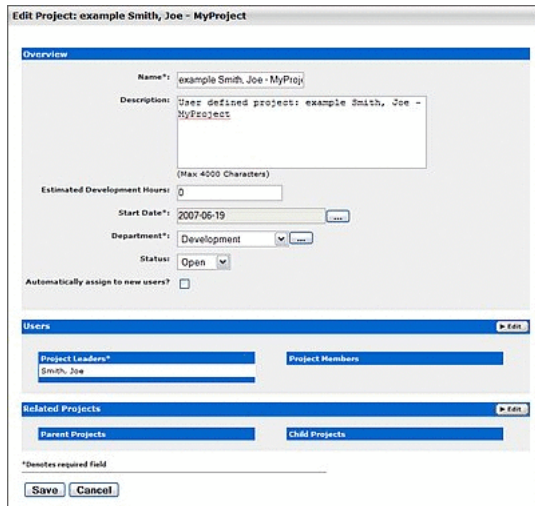 Edit Project: example Smith, Joe - MyProject
Overview
Name*: example Smith, Joe - MyProje
Description: User defined project: example Smith, Joe -
MyProject
(Max 4000 Characters)
Estimated Development Hours: 0
Start Date*: 2007-06-19 ...
Department*: Development ...
Status: Open
Automatically assign to new users?
Users Edit
Project Leaders* Project Members
Smith, Joe
Related Projects Edit
Parent Projects Child Projects
*Denotes required field
Save Cancel